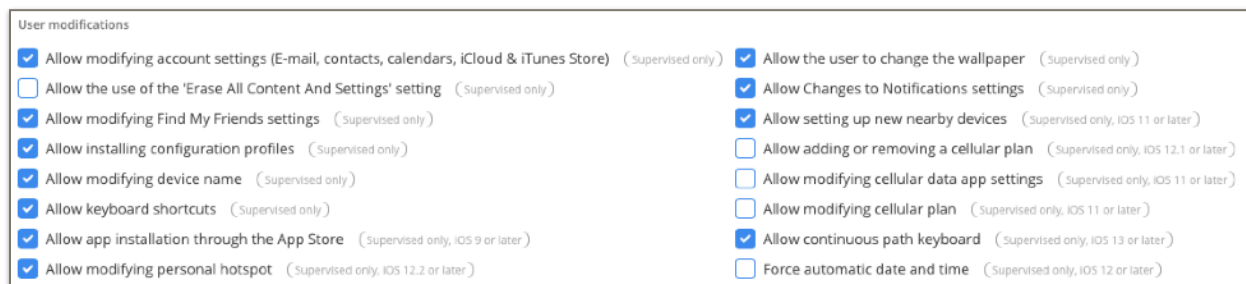 User modifications
Allow modifying account settings (E-mail, contacts, calendars, iCloud & iTunes Store) (Supervised only)
Allow the use of the 'Erase All Content And Settings' setting (Supervised only)
Allow modifying Find My Friends settings (Supervised only)
Allow installing configuration profiles (Supervised only)
Allow modifying device name (Supervised only)
Allow keyboard shortcuts (Supervised only)
Allow app installation through the App Store (Supervised only, iOS 9 or later)
Allow modifying personal hotspot (Supervised only, iOS 12.2 or later)
Allow the user to change the wallpaper (Supervised only)
Allow Changes to Notifications settings (Supervised only)
Allow setting up new nearby devices (Supervised only, iOS 11 or later)
Allow adding or removing a cellular plan (Supervised only, iOS 12.1 or later)
Allow modifying cellular data app settings (Supervised only, iOS 11 or later)
Allow modifying cellular plan (Supervised only, iOS 11 or later)
Allow continuous path keyboard (Supervised only, iOS 13 or later)
Force automatic date and time (Supervised only, iOS 12 or later)